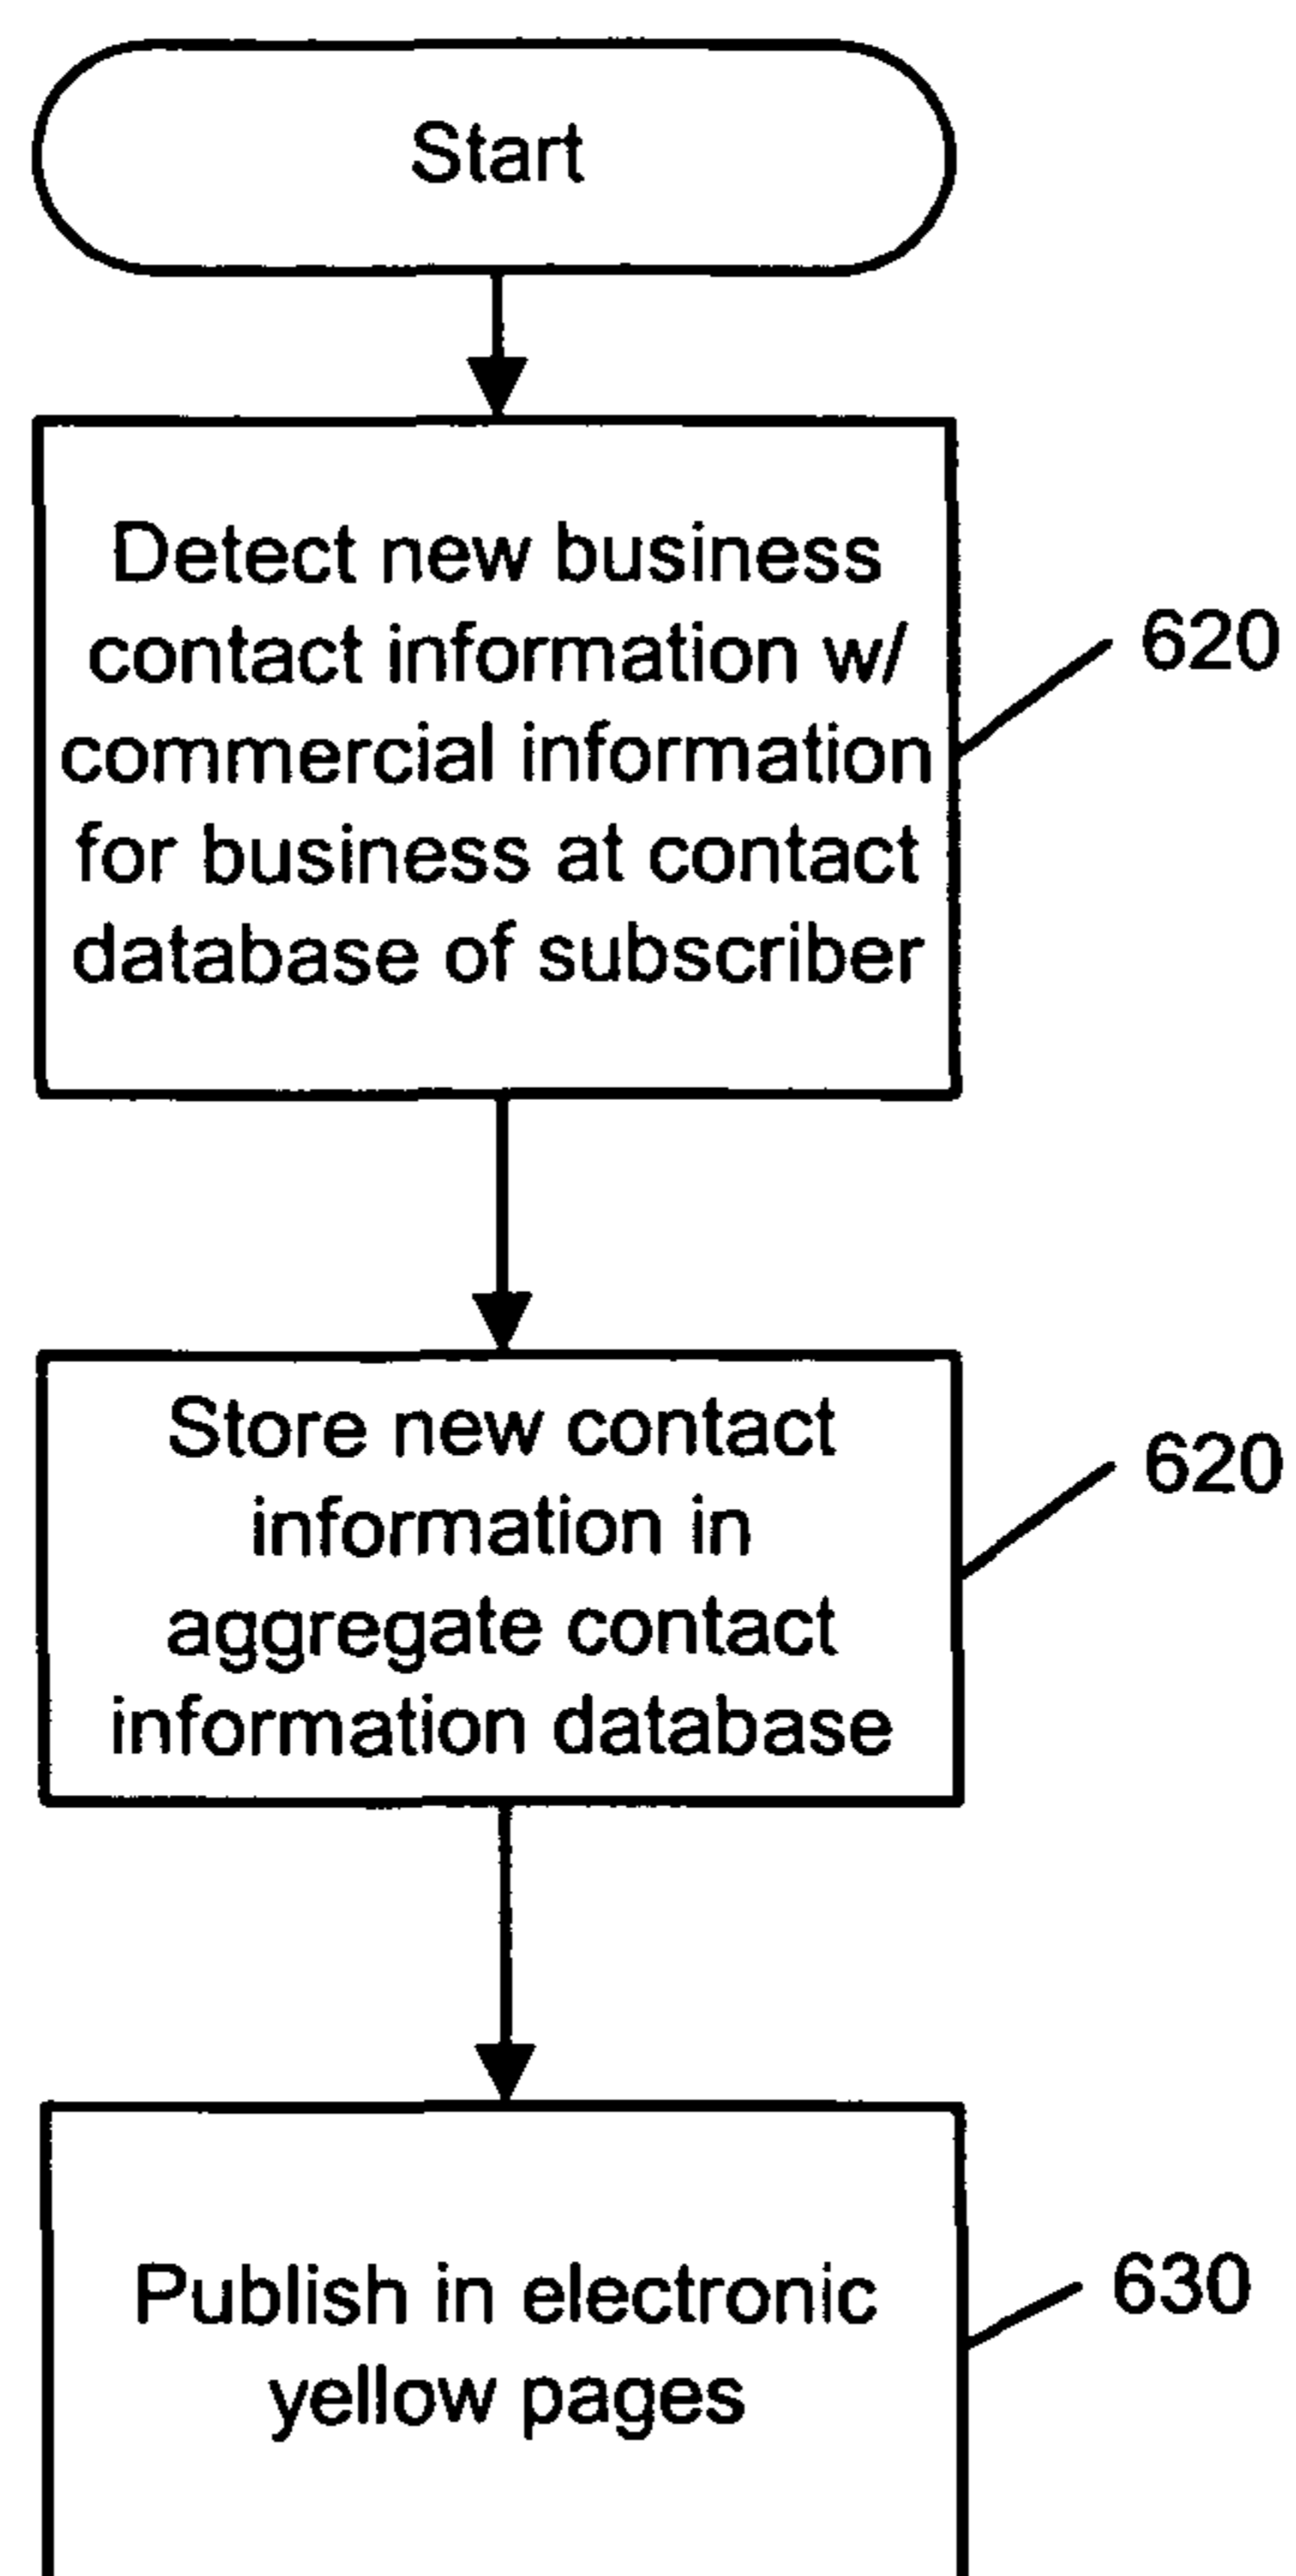 Start
Detect new business
contact information w/
commercial information
for business at contact
database of subscriber
620
Store new contact
information in
aggregate contact
information database
620
Publish in electronic
yellow pages
630